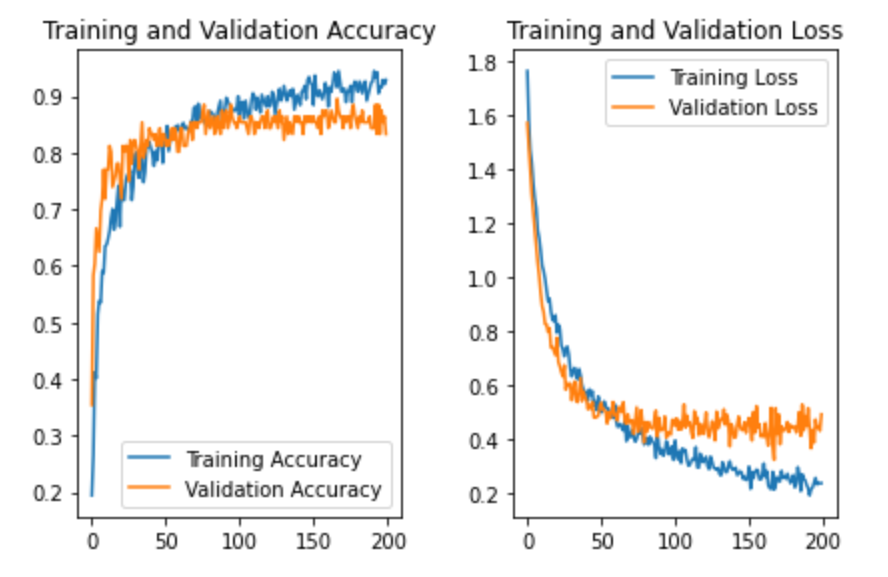 Training and Validation Accuracy
0.9
0.8
0.7
0.6
0.5
0.4
0.3
0.2
Training Accuracy
Validation Accuracy
0 50 100 150 200
Training and Validation Loss
1.8
1.6
1.4
1.2
1.0
0.8
0.6
0.4
0.2
Training Loss
Validation Loss
0 50 100 150 200